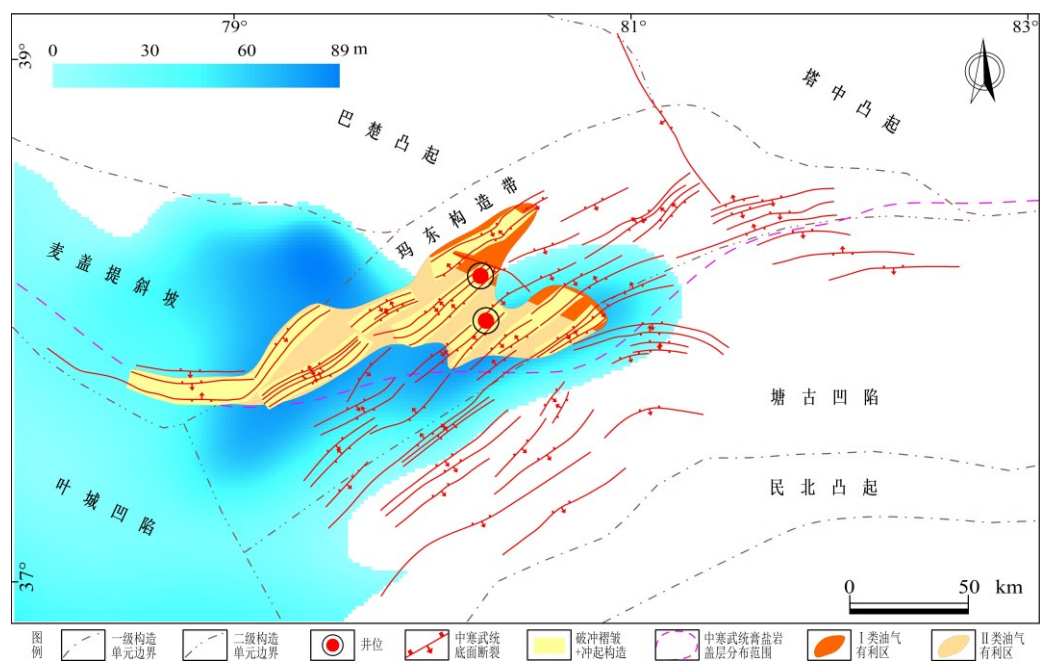 79°
81°
83°
39°
0 30 60 89 m
塔中凸起
巴楚凸起
玛东构造带
麦盖提斜坡
塘古凹陷
民北凸起
叶城凹陷
37°
0 50 km
图例
一级构造
单元边界
二级构造
单元边界
井位
中寒武统
底面断裂
破冲褶皱
+冲起构造
中寒武统膏盐岩
盖层分布范围
Ⅰ类油气
有利区
Ⅱ类油气
有利区